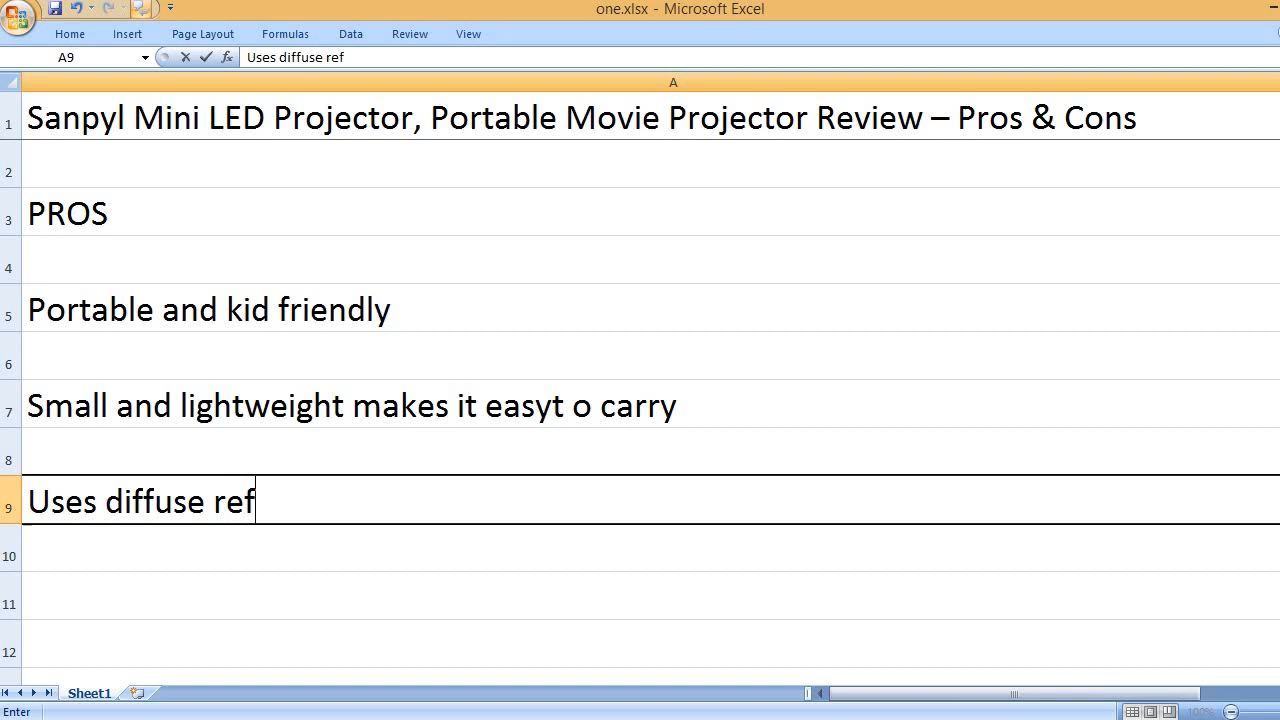 one.xlsx - Microsoft Excel
Home Insert Page Layout Formulas Data Review View
A9 fx Uses diffuse ref
A
1 Sanpyl Mini LED Projector, Portable Movie Projector Review – Pros & Cons
2
3 PROS
4
5 Portable and kid friendly
6
7 Small and lightweight makes it easyt o carry
8
9 Uses diffuse ref
10
11
12
Sheet1
Enter 100%